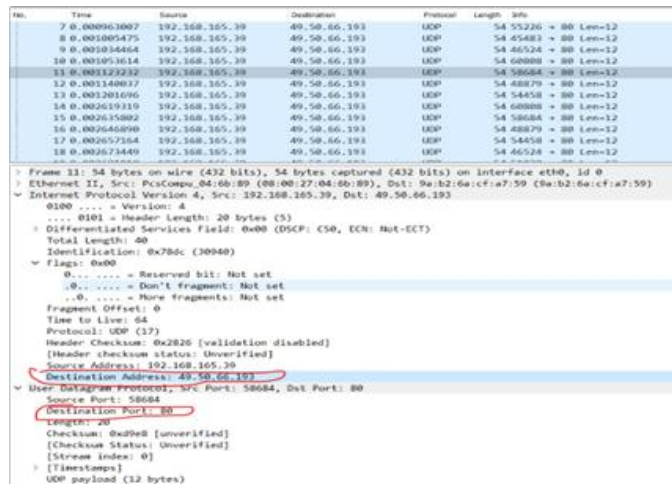 No. Time Source Destination Protocol Length Info
7 0.000963007 192.168.165.39 49.50.66.193 UDP 54 55226 → 80 Len=12
8 0.001005475 192.168.165.39 49.50.66.193 UDP 54 45483 → 80 Len=12
9 0.001034464 192.168.165.39 49.50.66.193 UDP 54 46524 → 80 Len=12
10 0.001053614 192.168.165.39 49.50.66.193 UDP 54 60808 → 80 Len=12
11 0.001123232 192.168.165.39 49.50.66.193 UDP 54 58684 → 80 Len=12
12 0.001140037 192.168.165.39 49.50.66.193 UDP 54 48879 → 80 Len=12
13 0.001201696 192.168.165.39 49.50.66.193 UDP 54 54458 → 80 Len=12
14 0.002619319 192.168.165.39 49.50.66.193 UDP 54 60808 → 80 Len=12
15 0.002635802 192.168.165.39 49.50.66.193 UDP 54 58684 → 80 Len=12
16 0.002646890 192.168.165.39 49.50.66.193 UDP 54 48879 → 80 Len=12
17 0.002657164 192.168.165.39 49.50.66.193 UDP 54 54458 → 80 Len=12
18 0.002673449 192.168.165.39 49.50.66.193 UDP 54 46524 → 80 Len=12
Frame 11: 54 bytes on wire (432 bits), 54 bytes captured (432 bits) on interface eth0, id 0
Ethernet II, Src: PcsCompu_04:6b:89 (08:00:27:04:6b:89), Dst: 9a:b2:6a:cf:a7:59 (9a:b2:6a:cf:a7:59)
Internet Protocol Version 4, Src: 192.168.165.39, Dst: 49.50.66.193
0100 .... = Version: 4
.... 0101 = Header Length: 20 bytes (5)
Differentiated Services Field: 0x00 (DSCP: CS0, ECN: Not-ECT)
Total Length: 40
Identification: 0x78dc (30940)
Flags: 0x00
0... .... = Reserved bit: Not set
.0.. .... = Don't fragment: Not set
..0. .... = More fragments: Not set
Fragment Offset: 0
Time to Live: 64
Protocol: UDP (17)
Header Checksum: 0x2826 [validation disabled]
[Header checksum status: Unverified]
Source Address: 192.168.165.39
Destination Address: 49.50.66.193
User Datagram Protocol, Src Port: 58684, Dst Port: 80
Source Port: 58684
Destination Port: 80
Length: 20
Checksum: 0xd9e8 [unverified]
[Checksum Status: Unverified]
[Stream index: 0]
[Timestamps]
UDP payload (12 bytes)